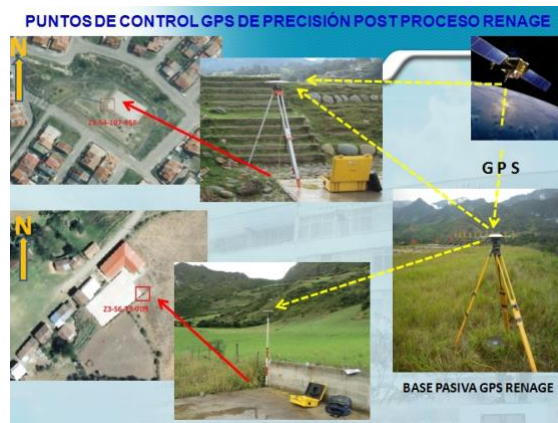 PUNTOS DE CONTROL GPS DE PRECISIÓN POST PROCESO RENAGE
N
GPS
N
BASE PASIVA GPS RENAGE